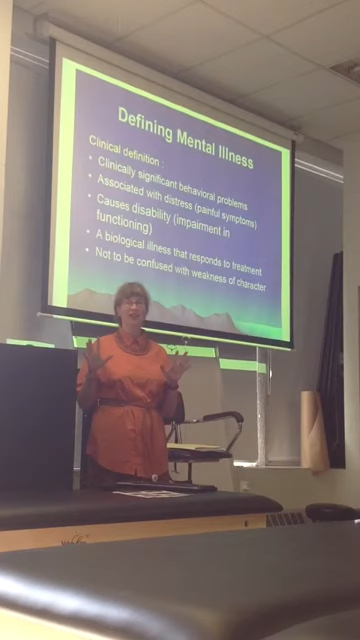 Defining Mental Illness
Clinical definition :
• Clinically significant behavioral problems
• Associated with distress (painful symptoms)
• Causes disability (impairment in
functioning)
• A biological illness that responds to treatment
• Not to be confused with weakness of character